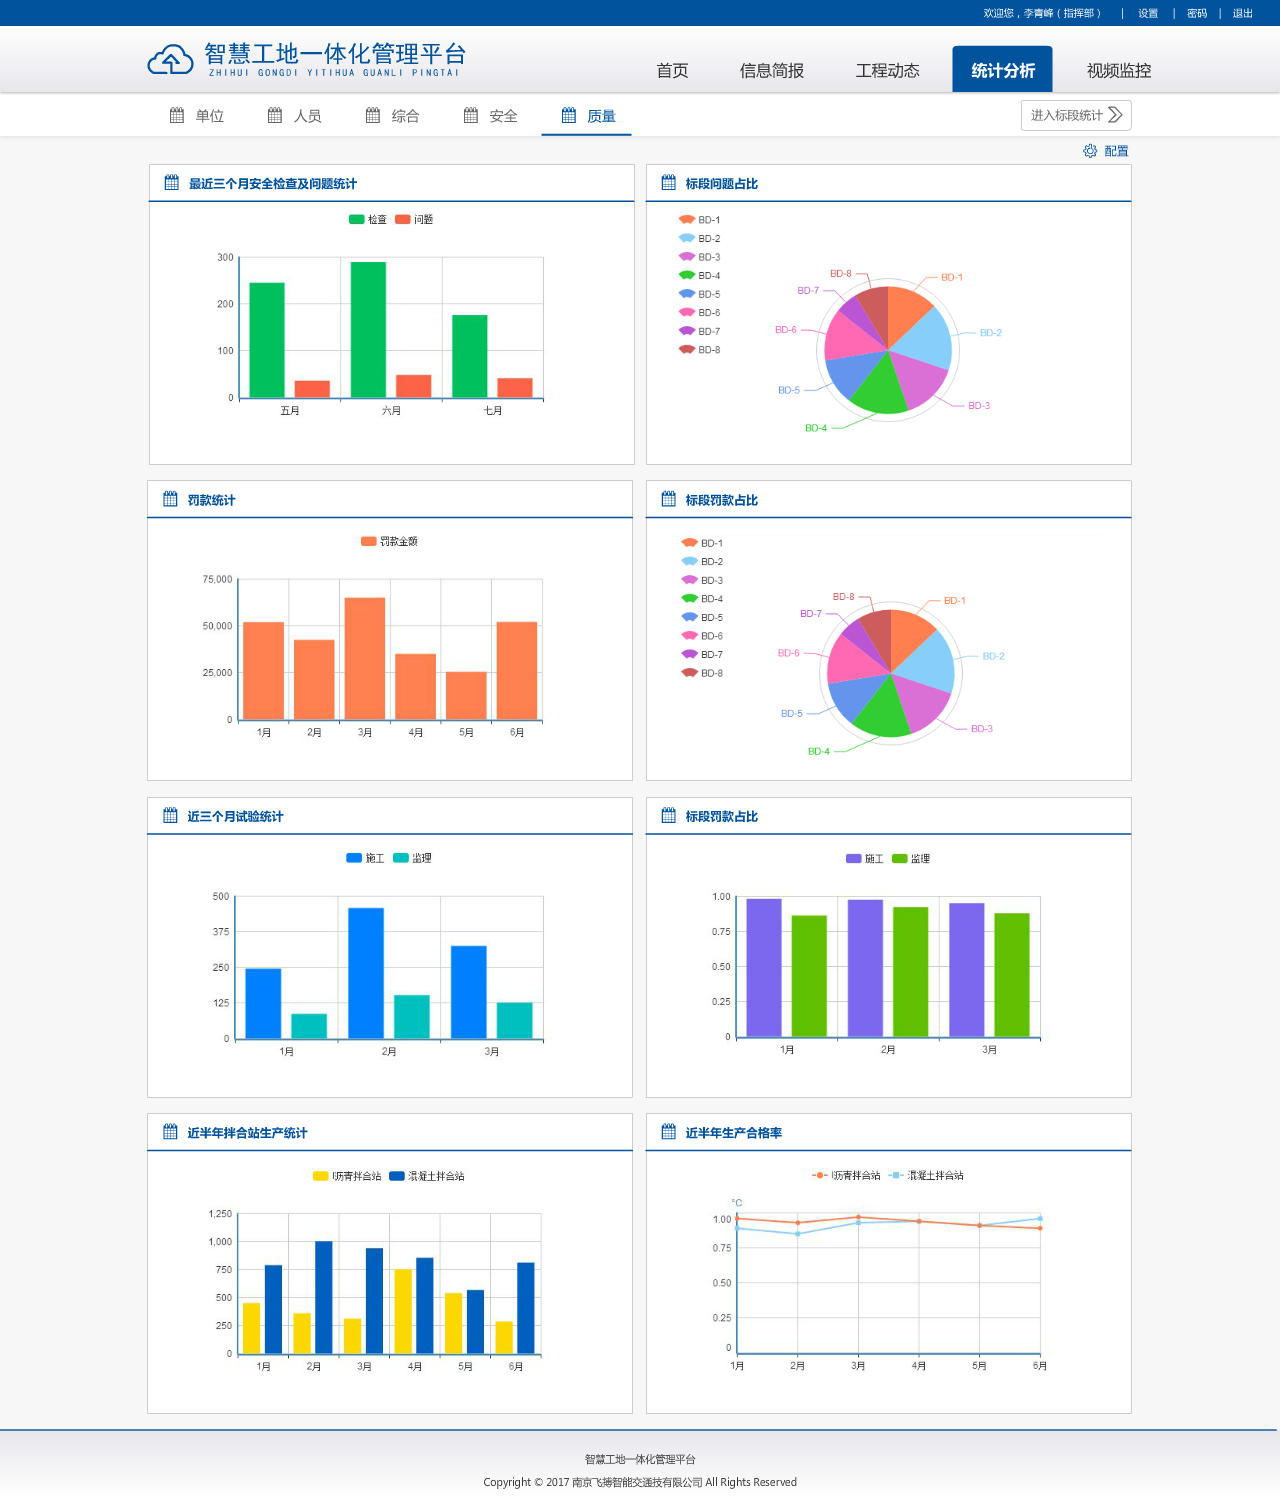 欢迎您，李青峰（指挥部） | 设置 | 密码 | 退出
智慧工地一体化管理平台
ZHIHUI GONGDI YITIHUA GUANLI PINGTAI
首页 信息简报 工程动态 统计分析 视频监控
单位 人员 综合 安全 质量
进入标段统计
配置
最近三个月安全检查及问题统计
检查 问题
300
200
100
0
五月 六月 七月
标段问题占比
BD-1
BD-2
BD-3
BD-4
BD-5
BD-6
BD-7
BD-8
BD-8 BD-1
BD-7
BD-6 BD-2
BD-5
BD-3
BD-4
罚款统计
罚款金额
75,000
50,000
25,000
0
1月 2月 3月 4月 5月 6月
标段罚款占比
BD-1
BD-2
BD-3
BD-4
BD-5
BD-6
BD-7
BD-8
BD-8 BD-1
BD-7
BD-6 BD-2
BD-5
BD-3
BD-4
近三个月试验统计
施工 监理
500
375
250
125
0
1月 2月 3月
标段罚款占比
施工 监理
1.00
0.75
0.50
0.25
0
1月 2月 3月
近半年拌合站生产统计
沥青拌合站 混凝土拌合站
1,250
1,000
750
500
250
0
1月 2月 3月 4月 5月 6月
近半年生产合格率
沥青拌合站 混凝土拌合站
°C
1.00
0.75
0.50
0.25
0
1月 2月 3月 4月 5月 6月
智慧工地一体化管理平台
Copyright © 2017 南京飞搏智能交通技有限公司 All Rights Reserved